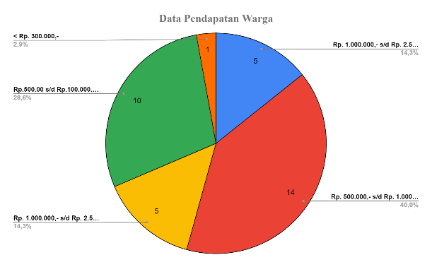 Data Pendapatan Warga
< Rp. 300.000,-
2,9%
1
Rp. 1.000.000,- s/d Rp. 2.5...
14,3%
5
Rp.500.00 s/d Rp.100.000,...
28,6%
10
14
Rp. 500.000,- s/d Rp. 1.000...
40,0%
5
Rp. 1.000.000,- s/d Rp. 2.5...
14,3%